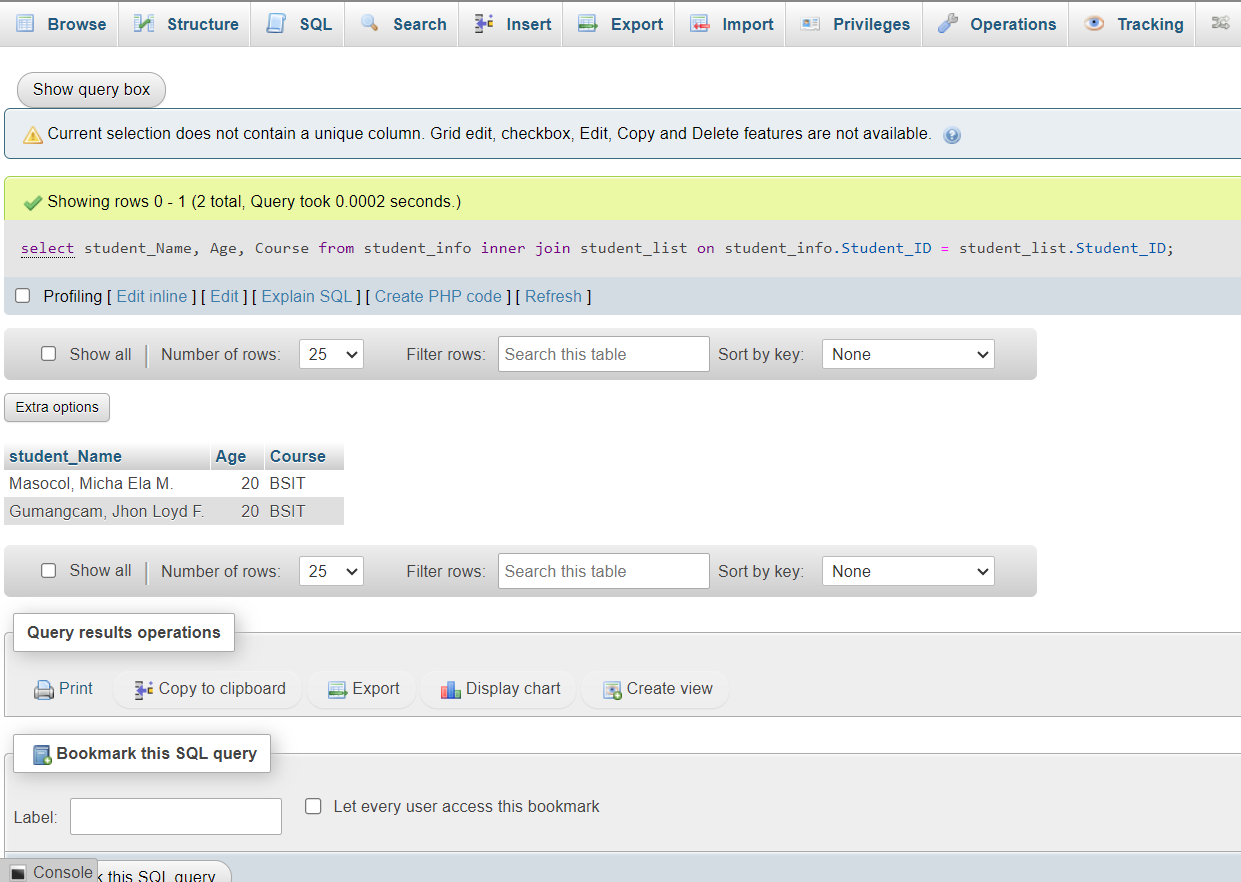 Browse Structure SQL Search Insert Export Import Privileges Operations Tracking
Show query box
Current selection does not contain a unique column. Grid edit, checkbox, Edit, Copy and Delete features are not available.
Showing rows 0 - 1 (2 total, Query took 0.0002 seconds.)
select student_Name, Age, Course from student_info inner join student_list on student_info.Student_ID = student_list.Student_ID;
Profiling [ Edit inline ] [ Edit ] [ Explain SQL ] [ Create PHP code ] [ Refresh ]
Show all | Number of rows: 25 Filter rows: Search this table Sort by key: None
Extra options
student_Name Age Course
Masocol, Micha Ela M. 20 BSIT
Gumangcam, Jhon Loyd F. 20 BSIT
Show all | Number of rows: 25 Filter rows: Search this table Sort by key: None
Query results operations
Print Copy to clipboard Export Display chart Create view
Bookmark this SQL query
Label: Let every user access this bookmark
Console k this SQL query